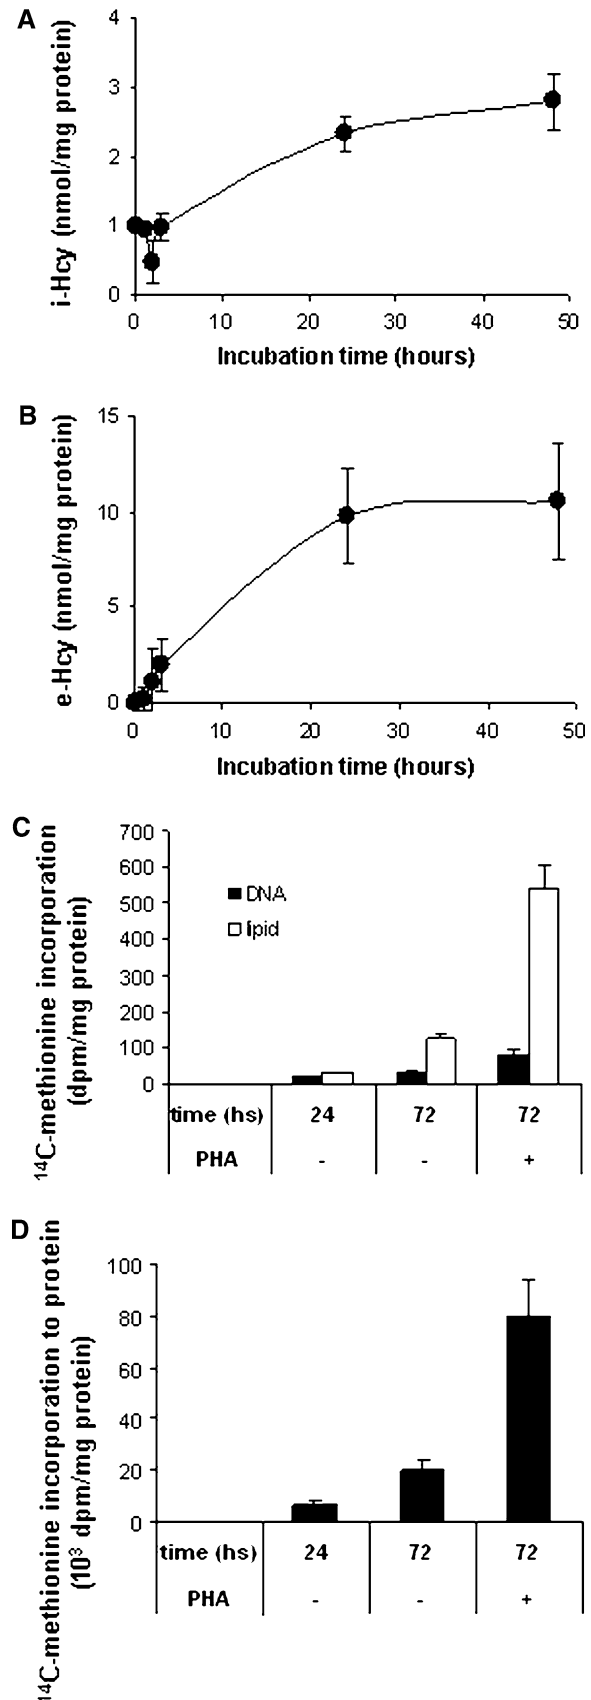 A
i-Hcy (nmol/mg protein)
4
3
2
1
0
0 10 20 30 40 50
Incubation time (hours)
B
e-Hcy (nmol/mg protein)
15
10
5
0
0 10 20 30 40 50
Incubation time (hours)
C
¹⁴C-methionine incorporation
(dpm/mg protein)
700
600
500
400
300
200
100
0
DNA
lipid
time (hs) 24 72 72
PHA - - +
D
¹⁴C-methionine incorporation to protein
(10³ dpm/mg protein)
100
80
60
40
20
0
time (hs) 24 72 72
PHA - - +